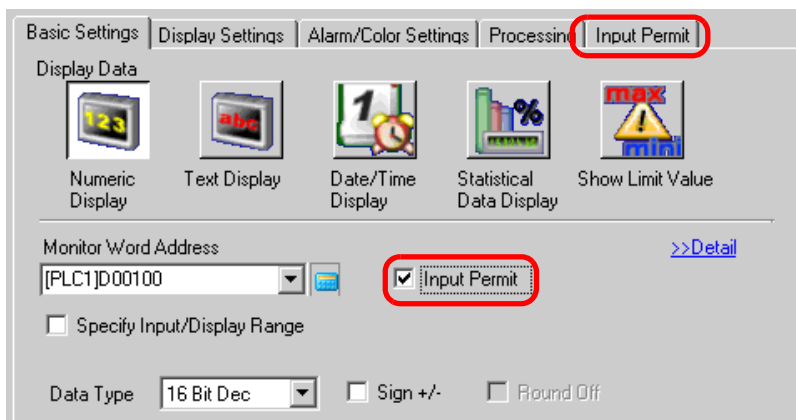 Basic Settings Display Settings Alarm/Color Settings Processing Input Permit
Display Data
123 abc 1 % max mini
Numeric Display Text Display Date/Time Display Statistical Data Display Show Limit Value
Monitor Word Address >>Detail
[PLC1]D00100 Input Permit
Specify Input/Display Range
Data Type 16 Bit Dec Sign +/- Round Off